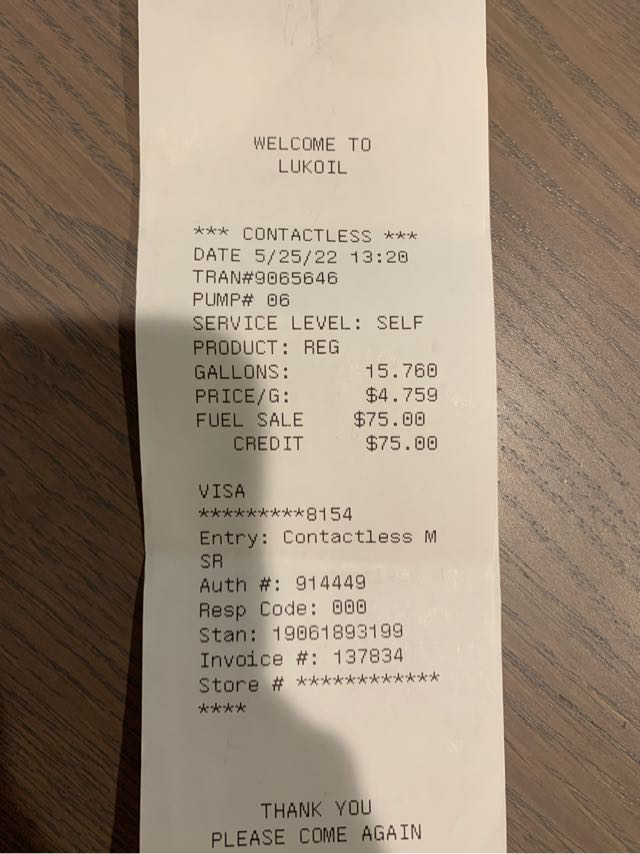 WELCOME TO
LUKOIL
*** CONTACTLESS ***
DATE 5/25/22 13:20
TRAN#9065646
PUMP# 06
SERVICE LEVEL: SELF
PRODUCT: REG
GALLONS: 15.760
PRICE/G: $4.759
FUEL SALE $75.00
CREDIT $75.00
VISA
*********8154
Entry: Contactless M
SR
Auth #: 914449
Resp Code: 000
Stan: 19061893199
Invoice #: 137834
Store # ************
****
THANK YOU
PLEASE COME AGAIN